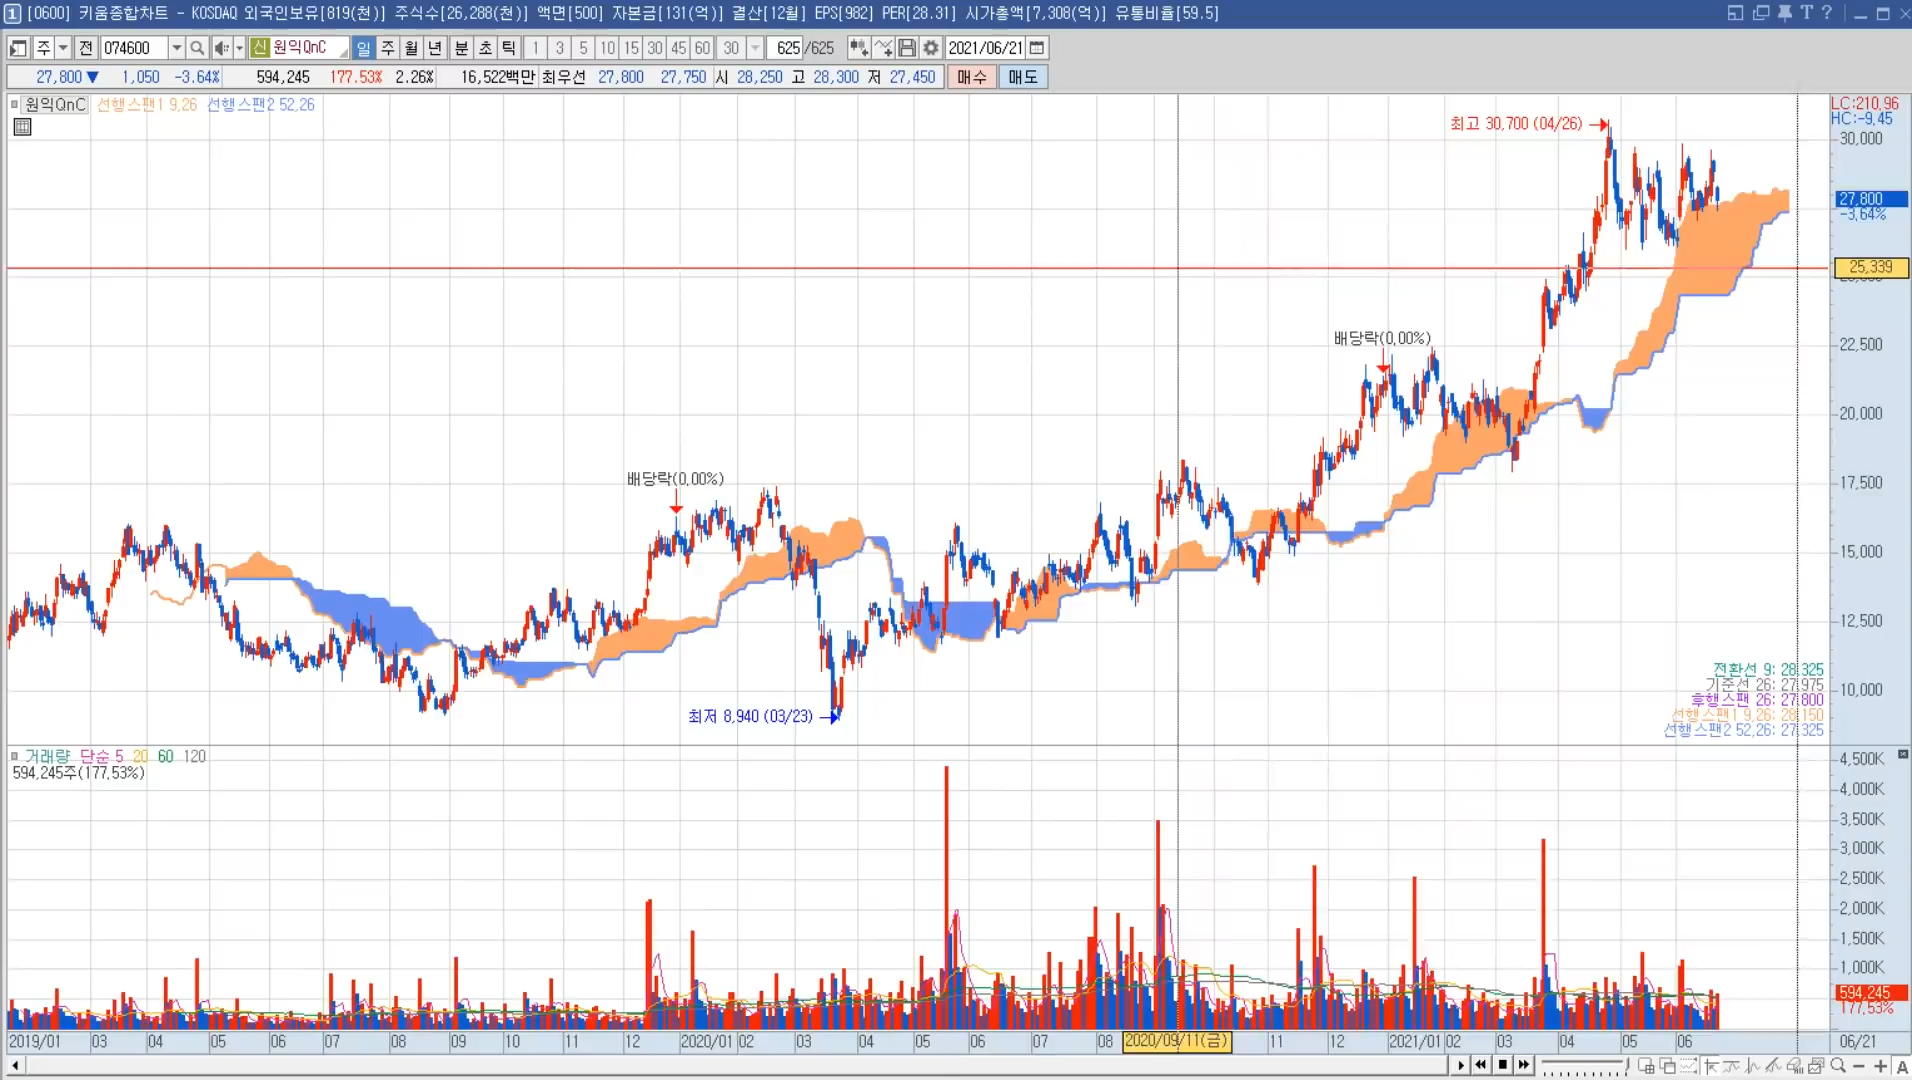 1 [0600] 키움종합차트 - KOSDAQ 외국인보유[819(천)] 주식수[26,288(천)] 액면[500] 자본금[131(억)] 결산[12월] EPS[982] PER[28.31] 시가총액[7,308(억)] 유통비율[59.5]
주 전 074600 신 원익QnC 일 주 월 년 분 초 틱 1 3 5 10 15 30 45 60 30 625 /625 2021/06/21
27,800 ▼ 1,050 -3.64% 594,245 177.53% 2.26% 16,522백만 최우선 27,800 27,750 시 28,250 고 28,300 저 27,450 매수 매도
원익QnC 선행스팬1 9,26 선행스팬2 52,26
LC:210.96
HC:-9.45
최고 30,700 (04/26)
30,000
27,800
-3.64%
25,339
배당락(0.00%)
22,500
20,000
배당락(0.00%)
17,500
15,000
12,500
전환선 9: 28,325
기준선 26: 27,975
10,000
후행스팬 26: 27,800
최저 8,940 (03/23)
선행스팬1 9,26: 28,150
선행스팬2 52,26: 27,325
거래량 단순 5 20 60 120
594,245주(177.53%)
4,500K
4,000K
3,500K
3,000K
2,500K
2,000K
1,500K
1,000K
594,245
177.53%
2019/01 03 04 05 06 07 08 09 10 11 12 2020/01 02 03 04 05 06 07 08 2020/09/11(금) 11 12 2021/01 02 03 04 05 06 06/21
A